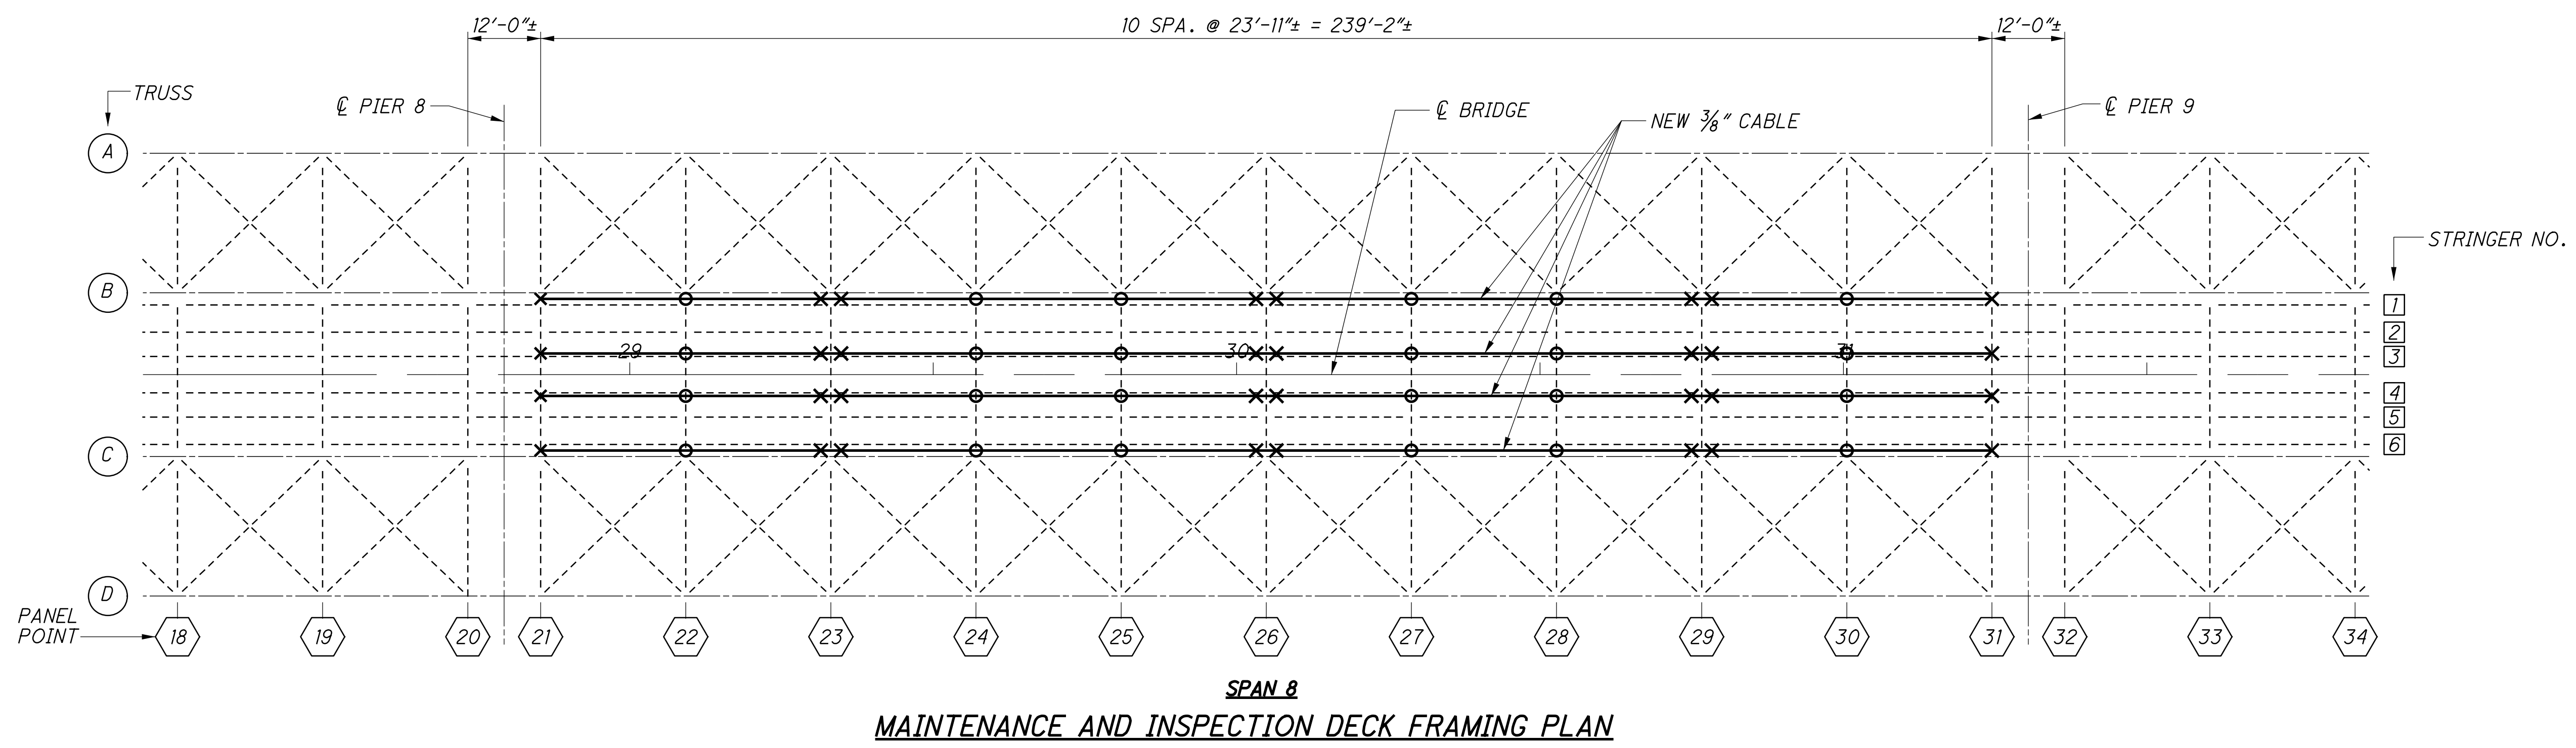 12'-0"±
10 SPA. @ 23'-11"± = 239'-2"±
12'-0"±
TRUSS
℄ PIER 8
℄ BRIDGE
NEW 3/8" CABLE
℄ PIER 9
A
STRINGER NO.
B
1
2
29
30
31
3
4
5
C
6
D
PANEL
POINT
18
19
20
21
22
23
24
25
26
27
28
29
30
31
32
33
34
SPAN 8
MAINTENANCE AND INSPECTION DECK FRAMING PLAN